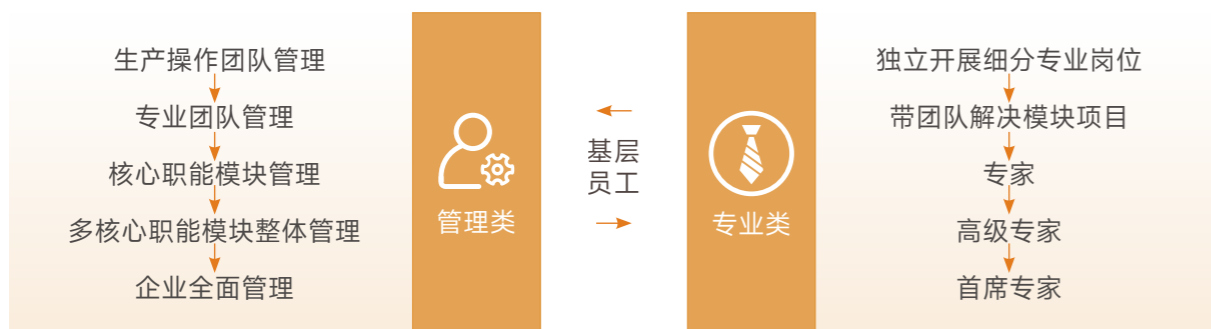 生产操作团队管理
专业团队管理
核心职能模块管理
多核心职能模块整体管理
企业全面管理
管理类
基层
员工
专业类
独立开展细分专业岗位
带团队解决模块项目
专家
高级专家
首席专家